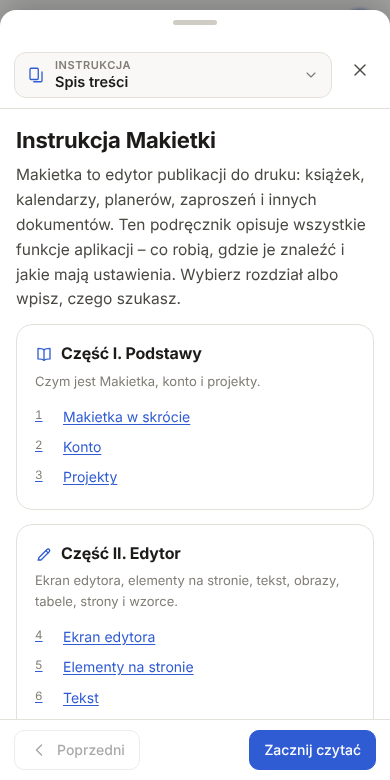 INSTRUKCJA
Spis treści
Instrukcja Makietki
Makietka to edytor publikacji do druku: książek,
kalendarzy, planerów, zaproszeń i innych
dokumentów. Ten podręcznik opisuje wszystkie
funkcje aplikacji – co robią, gdzie je znaleźć i
jakie mają ustawienia. Wybierz rozdział albo
wpisz, czego szukasz.
Część I. Podstawy
Czym jest Makietka, konto i projekty.
1 Makietka w skrócie
2 Konto
3 Projekty
Część II. Edytor
Ekran edytora, elementy na stronie, tekst, obrazy,
tabele, strony i wzorce.
4 Ekran edytora
5 Elementy na stronie
6 Tekst
Poprzedni
Zacznij czytać